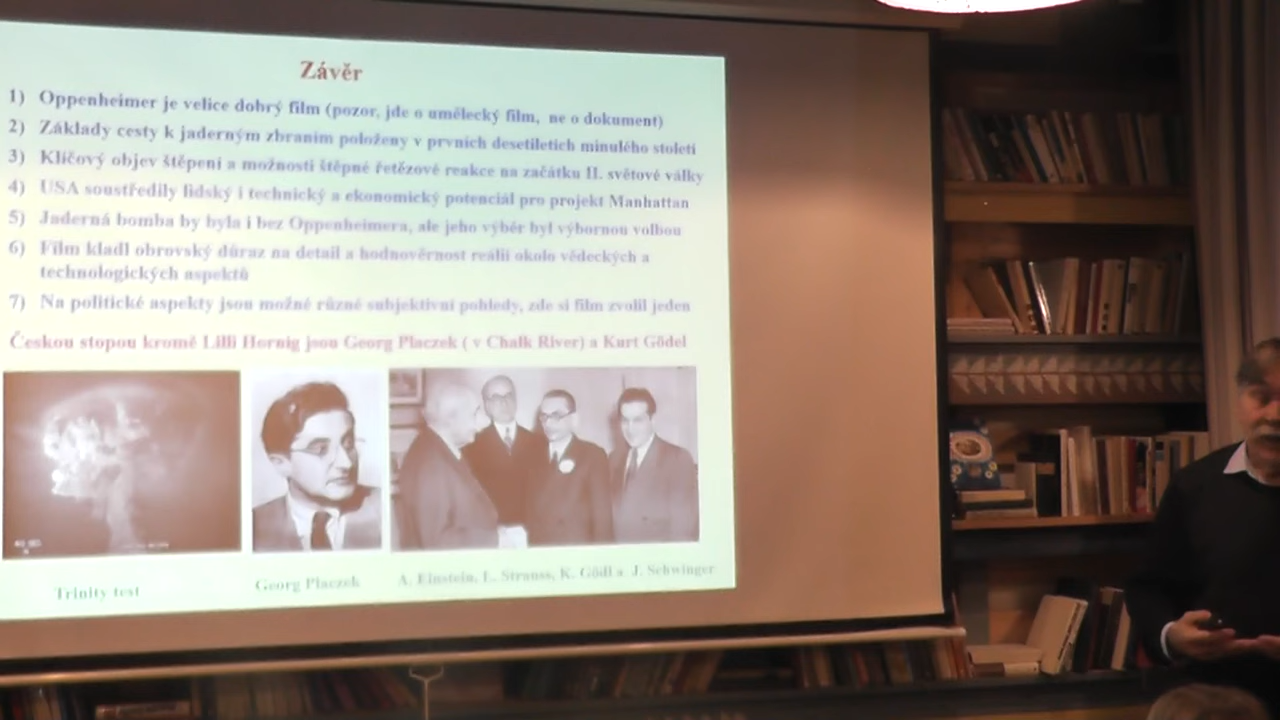 Závěr
1) Oppenheimer je velice dobrý film (pozor, jde o umělecký film, ne o dokument)
2) Základy cesty k jaderným zbraním položeny v prvních desetiletích minulého století
3) Klíčový objev štěpení a možnosti štěpné řetězové reakce na začátku II. světové války
4) USA soustředily lidský i technický a ekonomický potenciál pro projekt Manhattan
5) Jaderná bomba by byla i bez Oppenheimera, ale jeho výběr byl výbornou volbou
6) Film kladl obrovský důraz na detail a hodnověrnost reálií okolo vědeckých a
technologických aspektů
7) Na politické aspekty jsou možné různé subjektivní pohledy, zde si film zvolil jeden
Českou stopou kromě Lilli Hornig jsou Georg Placzek ( v Chalk River) a Kurt Gödel
Trinity test
Georg Placzek
A. Einstein, L. Strauss, K. Gödl a J. Schwinger